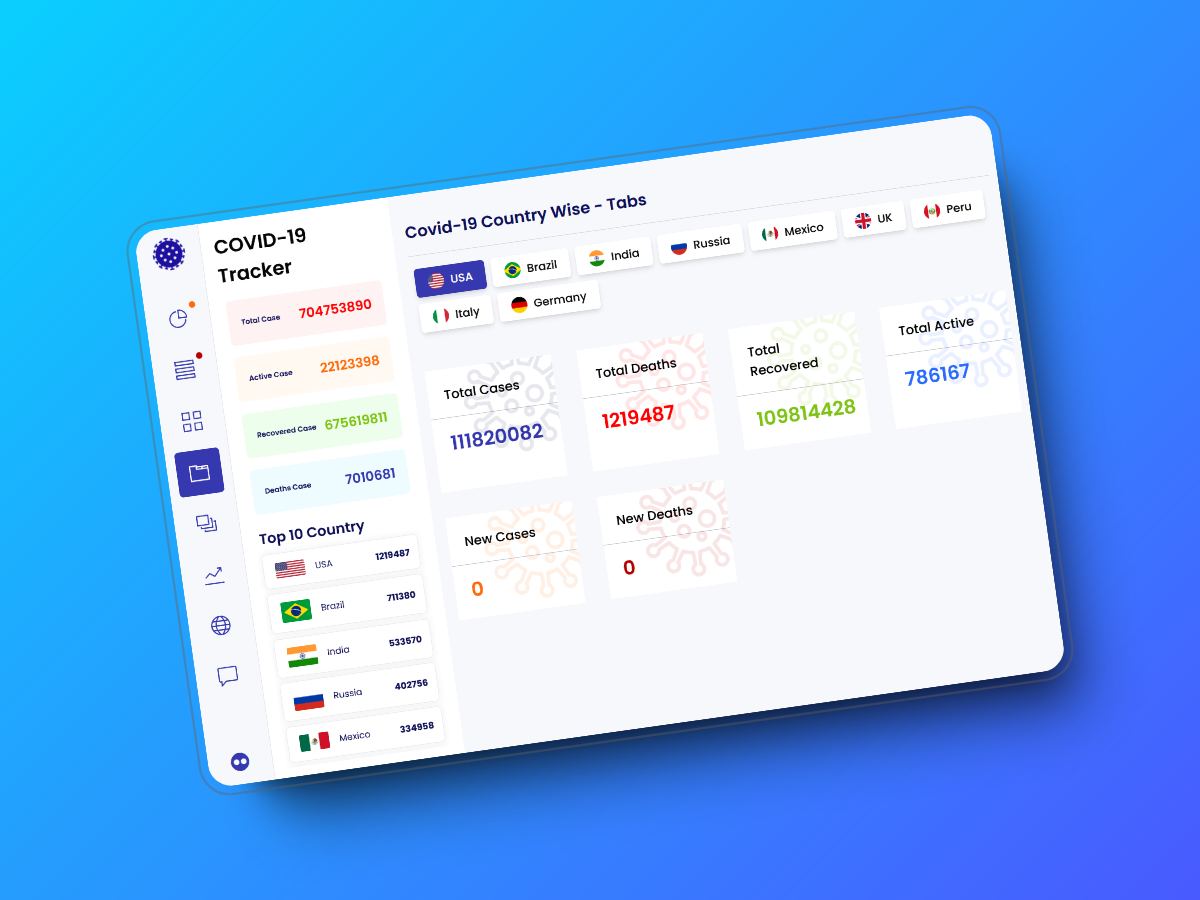 COVID-19
Tracker
Total Case 704753890
Active Case 22123398
Recovered Case 675619811
Deaths Case 7010681
Top 10 Country
USA 1219487
Brazil 711380
India 533570
Russia 402756
Mexico 334958
Covid-19 Country Wise - Tabs
USA Brazil India Russia Mexico UK Peru
Italy Germany
Total Cases
111820082
Total Deaths
1219487
Total
Recovered
109814428
Total Active
786167
New Cases
0
New Deaths
0